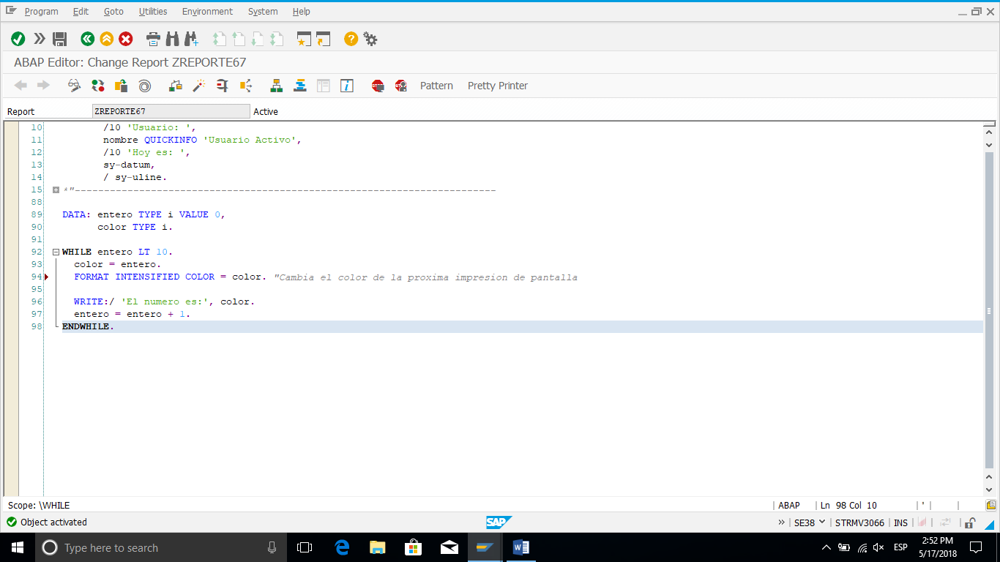 Program Edit Goto Utilities Environment System Help
ABAP Editor: Change Report ZREPORTE67
Pattern Pretty Printer
Report ZREPORTE67 Active
10 /10 'Usuario: ',
11 nombre QUICKINFO 'Usuario Activo',
12 /10 'Hoy es: ',
13 sy-datum,
14 / sy-uline.
15 *"------------------------------------------------------------------------
88
89 DATA: entero TYPE i VALUE 0,
90 color TYPE i.
91
92 WHILE entero LT 10.
93 color = entero.
94 FORMAT INTENSIFIED COLOR = color. "Cambia el color de la proxima impresion de pantalla
95
96 WRITE:/ 'El numero es:', color.
97 entero = entero + 1.
98 ENDWHILE.
Scope: \WHILE ABAP Ln 98 Col 10
Object activated SAP SE38 STRMV3066 INS
Type here to search ESP 2:52 PM
5/17/2018